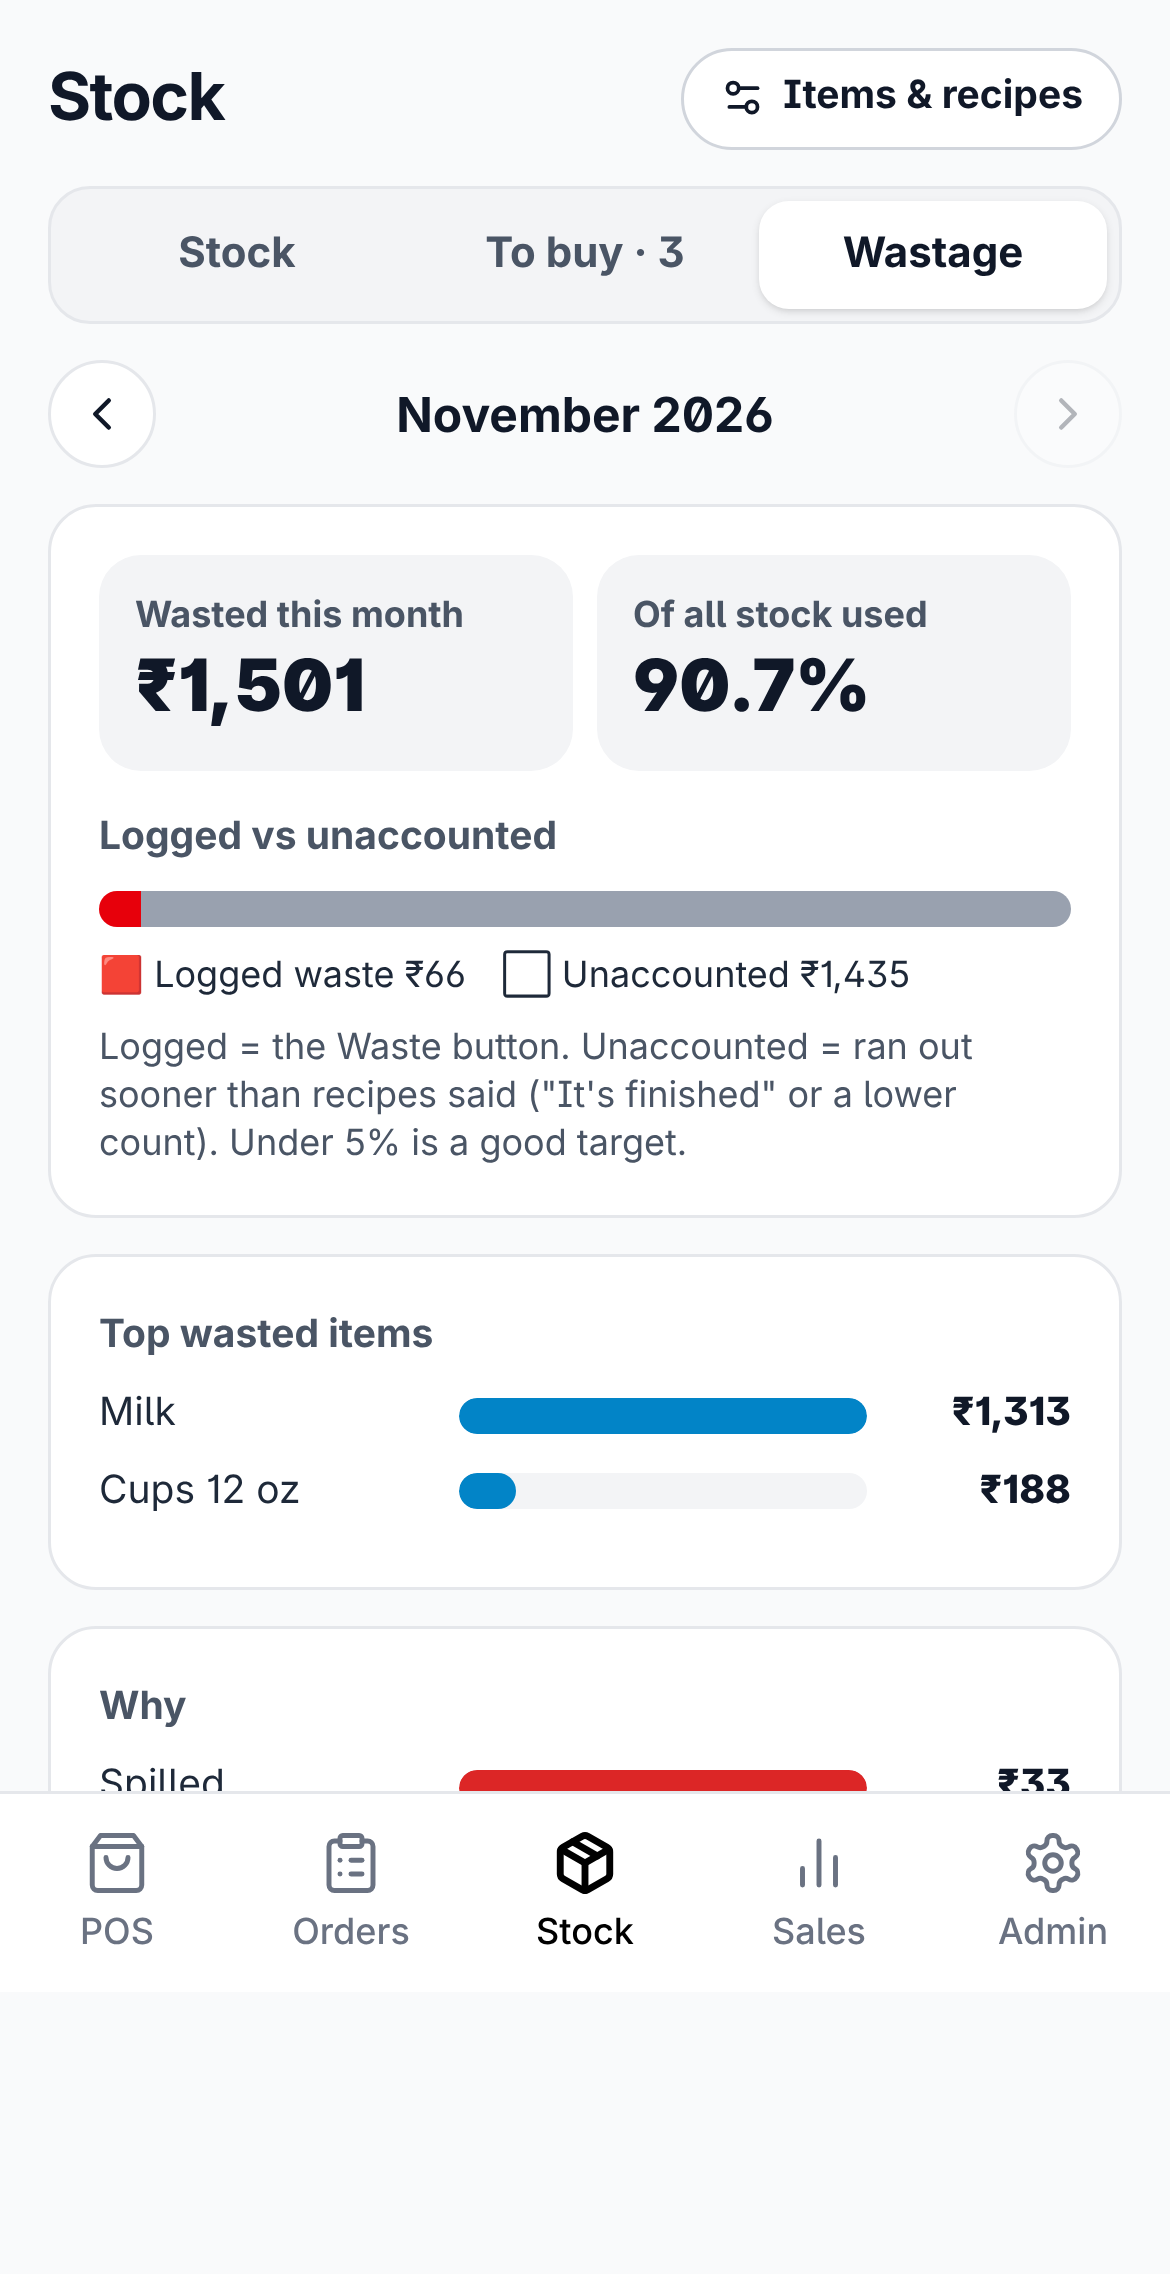 Stock
Items & recipes
Stock
To buy · 3
Wastage
November 2026
Wasted this month
₹1,501
Of all stock used
90.7%
Logged vs unaccounted
Logged waste ₹66
Unaccounted ₹1,435
Logged = the Waste button. Unaccounted = ran out
sooner than recipes said ("It's finished" or a lower
count). Under 5% is a good target.
Top wasted items
Milk ₹1,313
Cups 12 oz ₹188
Why
Spilled ₹33
POS
Orders
Stock
Sales
Admin